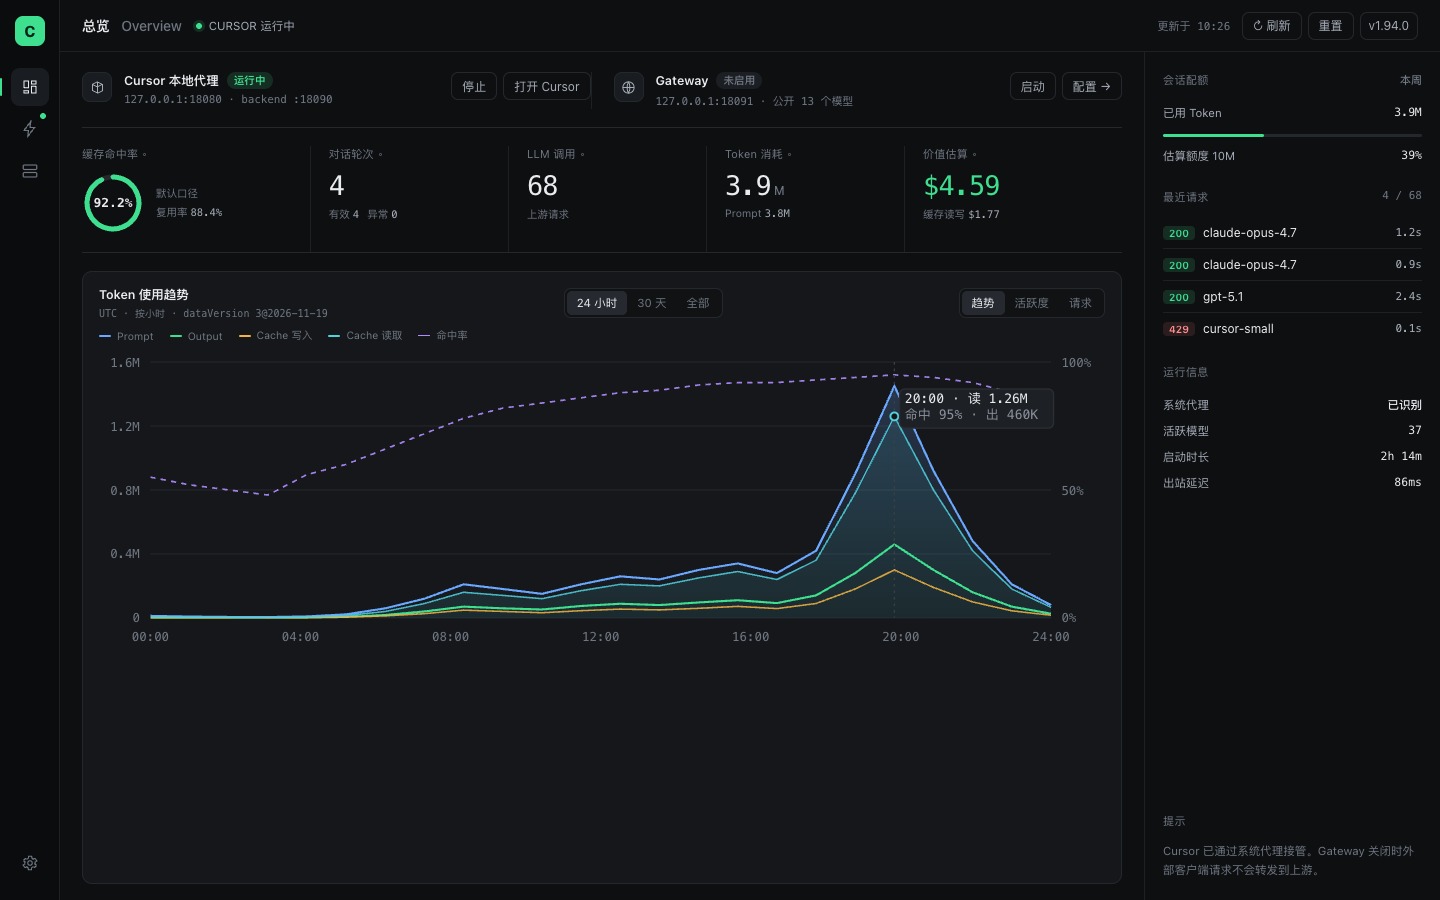 C
总览 Overview CURSOR 运行中
更新于 10:26 刷新 重置 v1.94.0
Cursor 本地代理 运行中
127.0.0.1:18080 · backend :18090
停止 打开 Cursor
Gateway 未启用
127.0.0.1:18091 · 公开 13 个模型
启动 配置 →
缓存命中率
92.2%
默认口径
复用率 88.4%
对话轮次
4
有效 4 异常 0
LLM 调用
68
上游请求
Token 消耗
3.9 M
Prompt 3.8M
价值估算
$4.59
缓存读写 $1.77
Token 使用趋势
UTC · 按小时 · dataVersion 3@2026-11-19
24 小时 30 天 全部
趋势 活跃度 请求
Prompt Output Cache 写入 Cache 读取 命中率
1.6M 100%
20:00 · 读 1.26M
命中 95% · 出 460K
1.2M
0.8M 50%
0.4M
0 0%
00:00 04:00 08:00 12:00 16:00 20:00 24:00
会话配额 本周
已用 Token 3.9M
估算额度 10M 39%
最近请求 4 / 68
200 claude-opus-4.7 1.2s
200 claude-opus-4.7 0.9s
200 gpt-5.1 2.4s
429 cursor-small 0.1s
运行信息
系统代理 已识别
活跃模型 37
启动时长 2h 14m
出站延迟 86ms
提示
Cursor 已通过系统代理接管。Gateway 关闭时外
部客户端请求不会转发到上游。